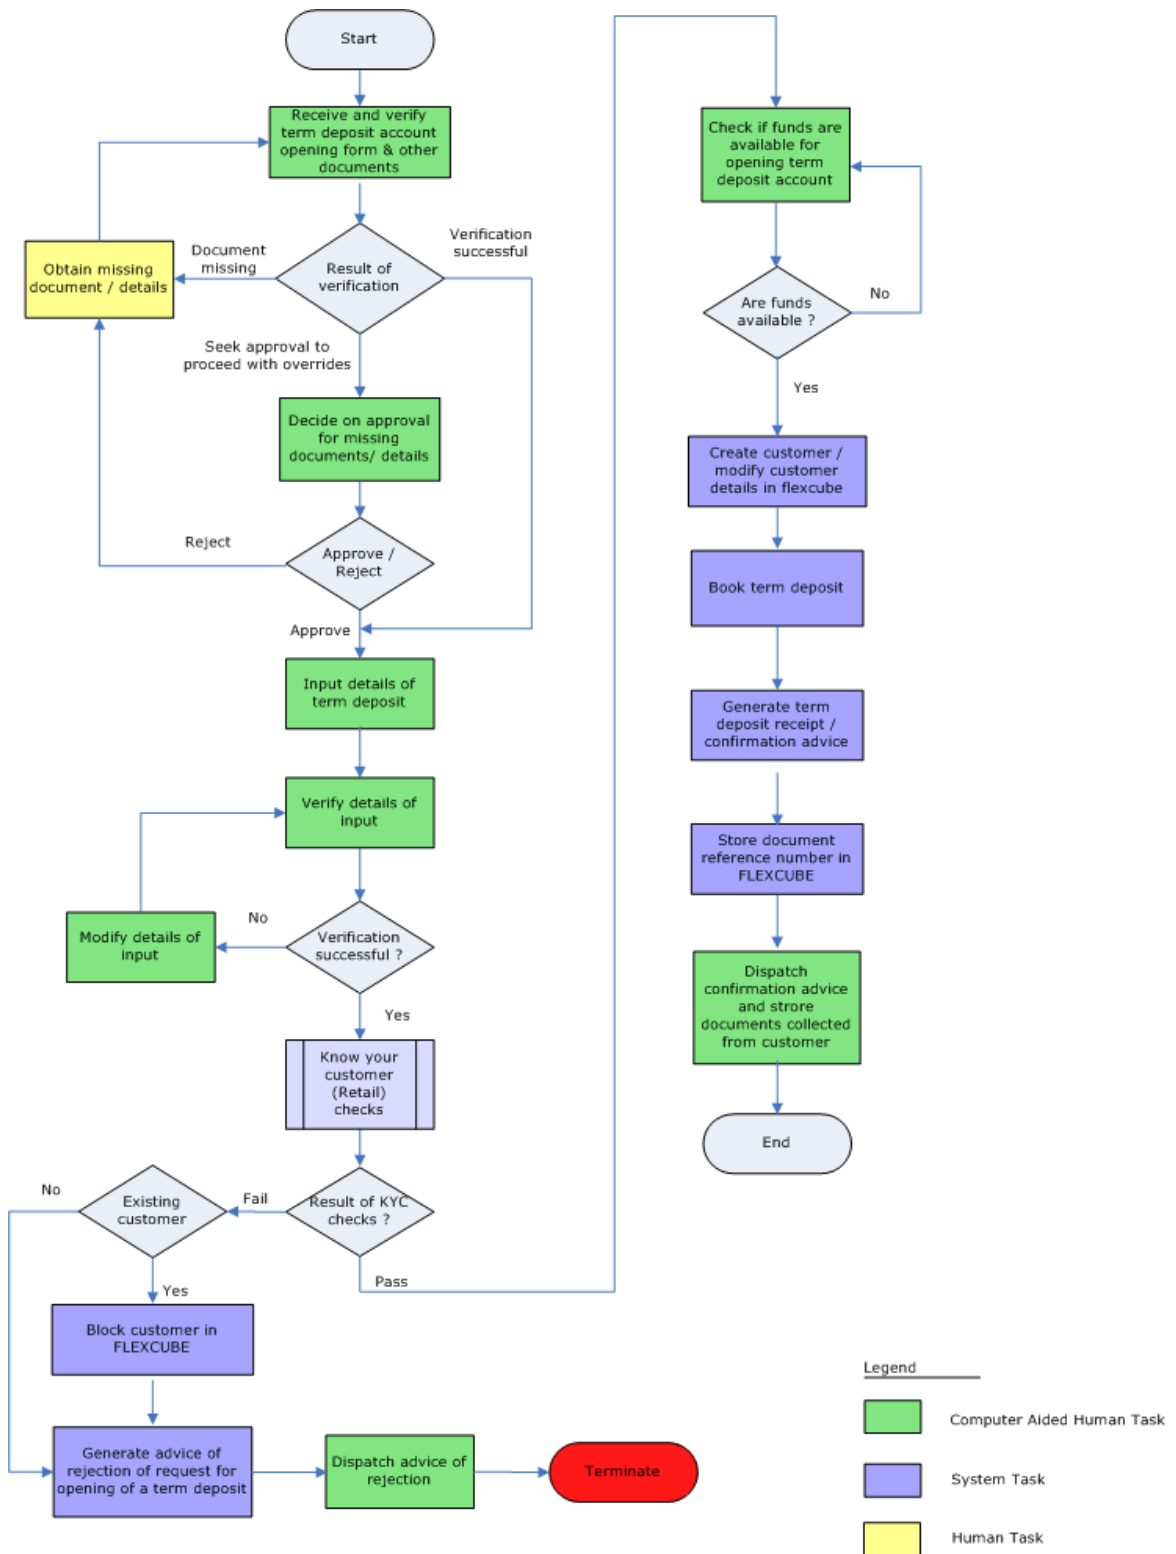 Start
Receive and verify
term deposit account
opening form & other
documents
Verification
successful
Document
missing
Result of
verification
Obtain missing
document / details
Seek approval to
proceed with overrides
Decide on approval
for missing
documents/ details
Reject
Approve /
Reject
Approve
Input details of
term deposit
Verify details of
input
No
Modify details of
input
Verification
successful ?
Yes
Know your
customer
(Retail)
checks
No
Existing
customer
Fail
Result of KYC
checks ?
Pass
Yes
Block customer in
FLEXCUBE
Generate advice of
rejection of request for
opening of a term deposit
Dispatch advice of
rejection
Terminate
Check if funds are
available for
opening term
deposit account
No
Are funds
available ?
Yes
Create customer /
modify customer
details in flexcube
Book term deposit
Generate term
deposit receipt /
confirmation advice
Store document
reference number in
FLEXCUBE
Dispatch
confirmation advice
and strore
documents collected
from customer
End
Legend
Computer Aided Human Task
System Task
Human Task